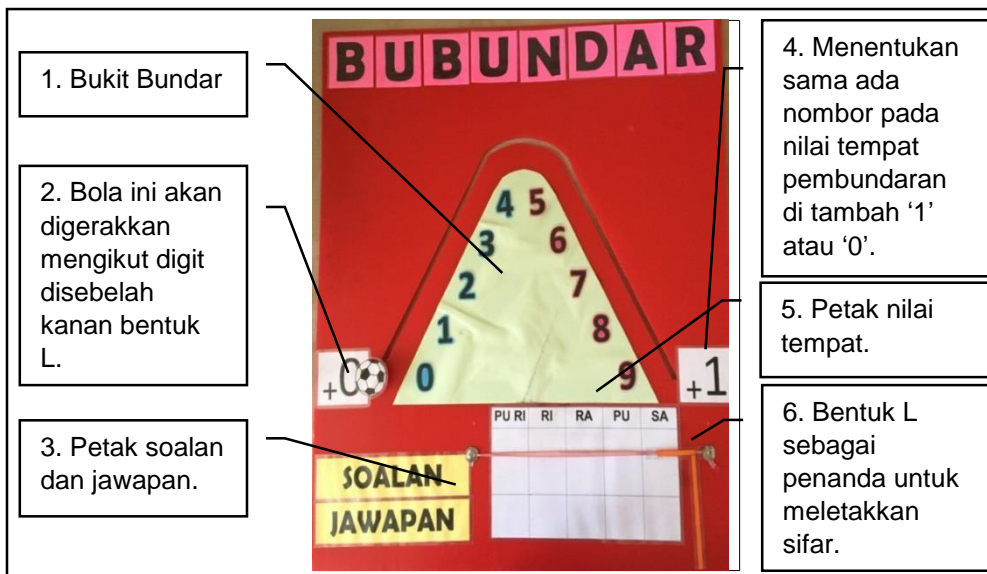 1. Bukit Bundar
2. Bola ini akan
digerakkan
mengikut digit
disebelah
kanan bentuk
L.
3. Petak soalan
dan jawapan.
BUBUNDAR
4 5
3 6
2 7
1 8
0 9
+0
+1
PU RI RI RA PU SA
SOALAN
JAWAPAN
4. Menentukan
sama ada
nombor pada
nilai tempat
pembundaran
di tambah ‘1’
atau ‘0’.
5. Petak nilai
tempat.
6. Bentuk L
sebagai
penanda untuk
meletakkan
sifar.